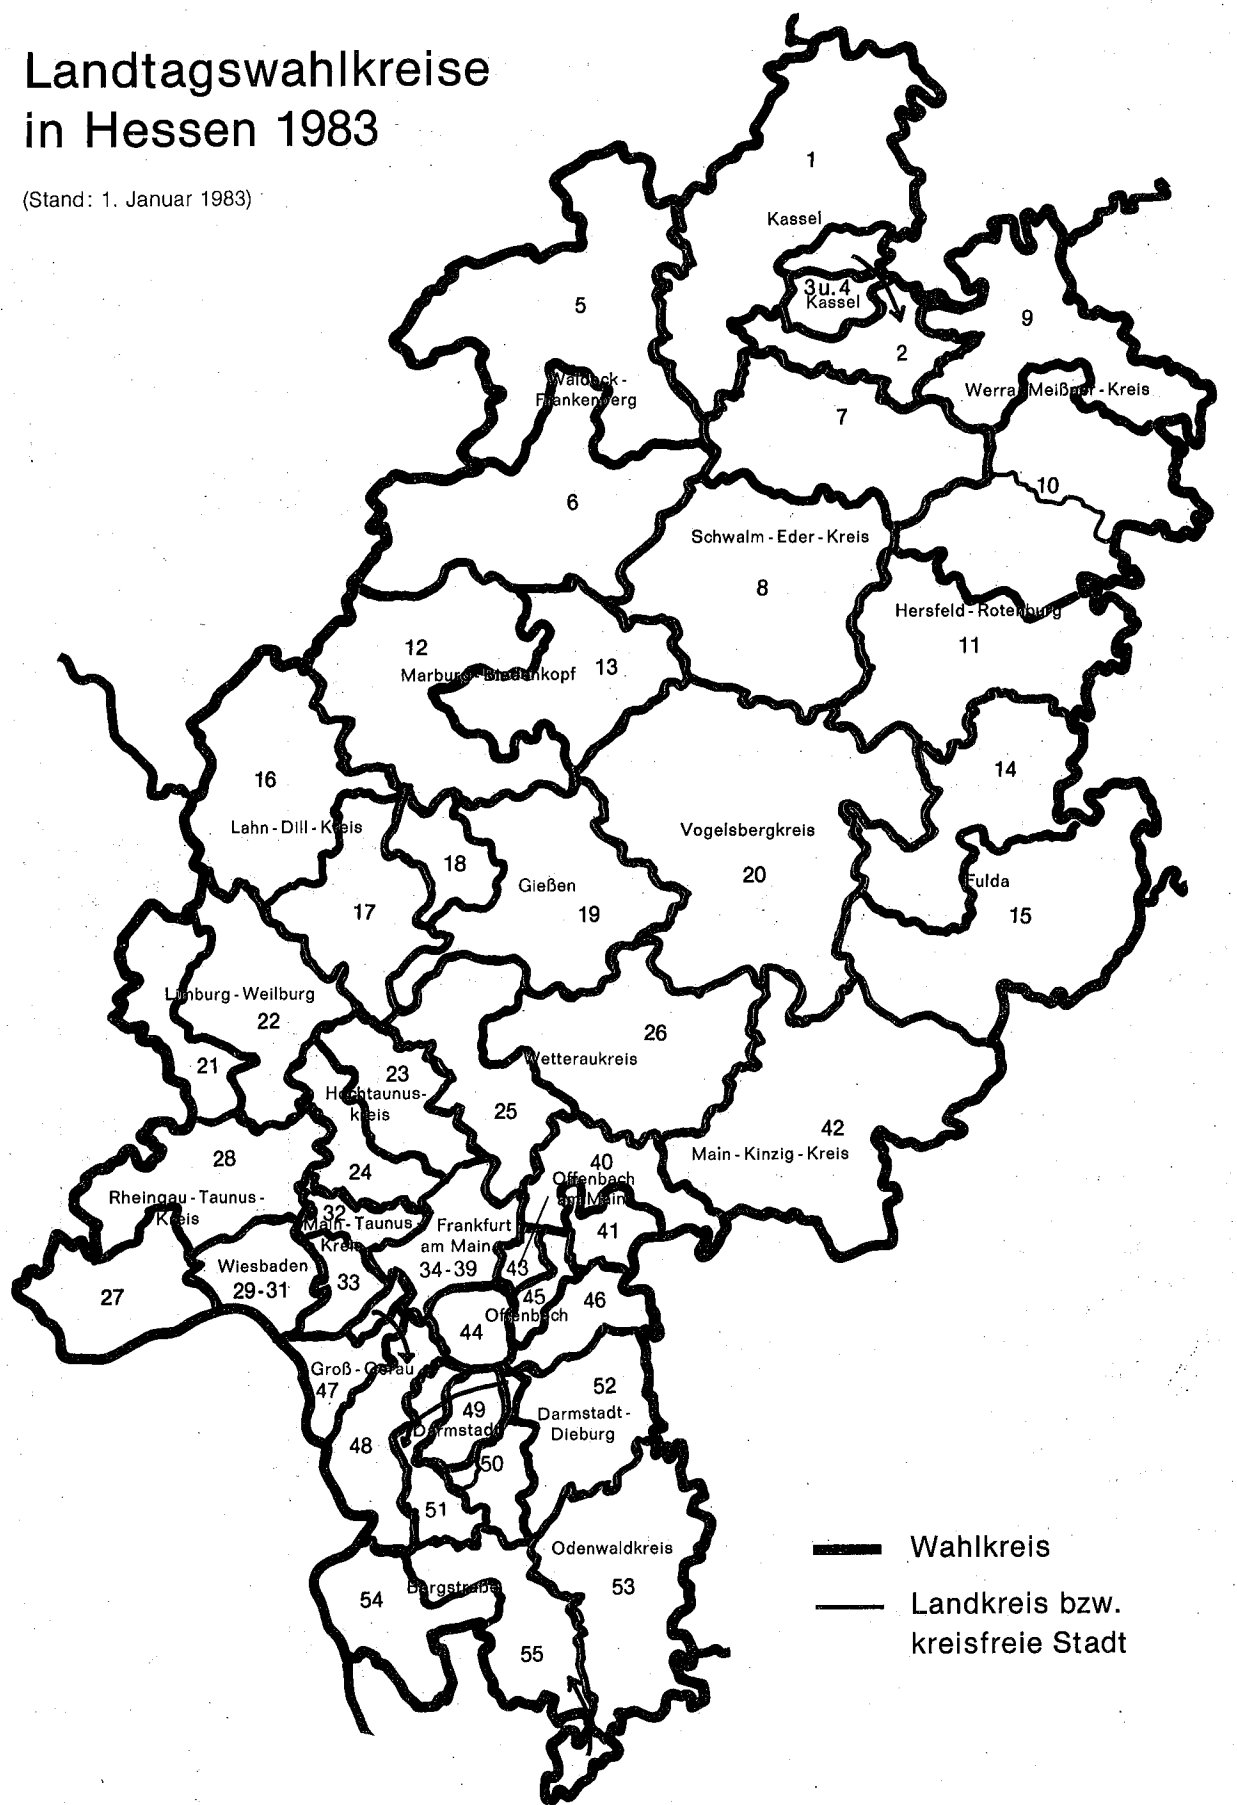 Landtagswahlkreise
in Hessen 1983
(Stand: 1. Januar 1983)
1
Kassel
3 u. 4
Kassel
5
9
2
Waldeck-
Frankenberg
Werra-Meißner-Kreis
7
10
6
Schwalm-Eder-Kreis
8
Hersfeld-Rotenburg
11
12
13
Marburg-Biedenkopf
14
16
Lahn-Dill-Kreis
Vogelsbergkreis
18
20
Gießen
Fulda
17
19
15
Limburg-Weilburg
22
26
Wetteraukreis
21
23
Hochtaunus-
kreis
25
42
Main-Kinzig-Kreis
28
24
40
Offenbach
am Main
Rheingau-Taunus-
Kreis
32
Main-Taunus-
Kreis
Frankfurt
am Main
34-39
41
Wiesbaden
29-31
33
43
27
45
46
Offenbach
44
Groß-Gerau
47
52
49
Darmstadt
Darmstadt-
Dieburg
48
50
51
Odenwaldkreis
53
Bergstraße
54
55
Wahlkreis
Landkreis bzw.
kreisfreie Stadt